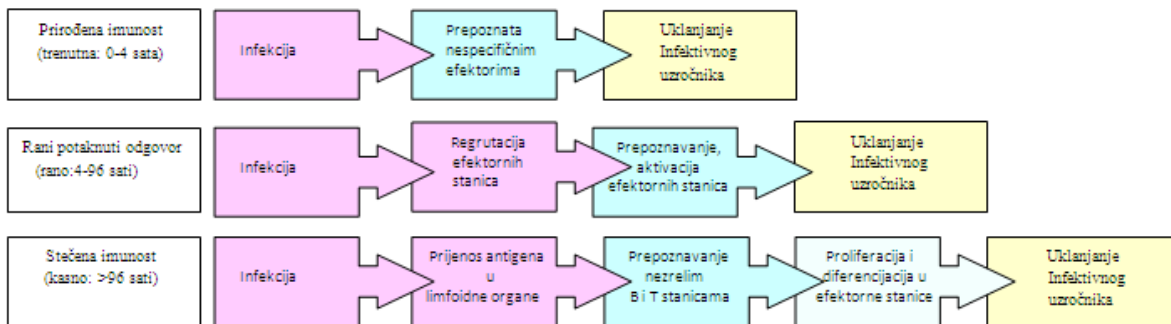 Prirođena imunost
(trenutna: 0-4 sata)
Infekcija
Prepoznata
nespecifičnim
efektorima
Uklanjanje
Infektivnog
uzročnika
Rani potaknuti odgovor
(rano:4-96 sati)
Infekcija
Regrutacija
efektornih
stanica
Prepoznavanje,
aktivacija
efektornih stanica
Uklanjanje
Infektivnog
uzročnika
Stečena imunost
(kasno: >96 sati)
Infekcija
Prijenos antigena
u
limfoidne organe
Prepoznavanje
nezrelim
B i T stanicama
Proliferacija i
diferencijacija u
efektorne stanice
Uklanjanje
Infektivnog
uzročnika